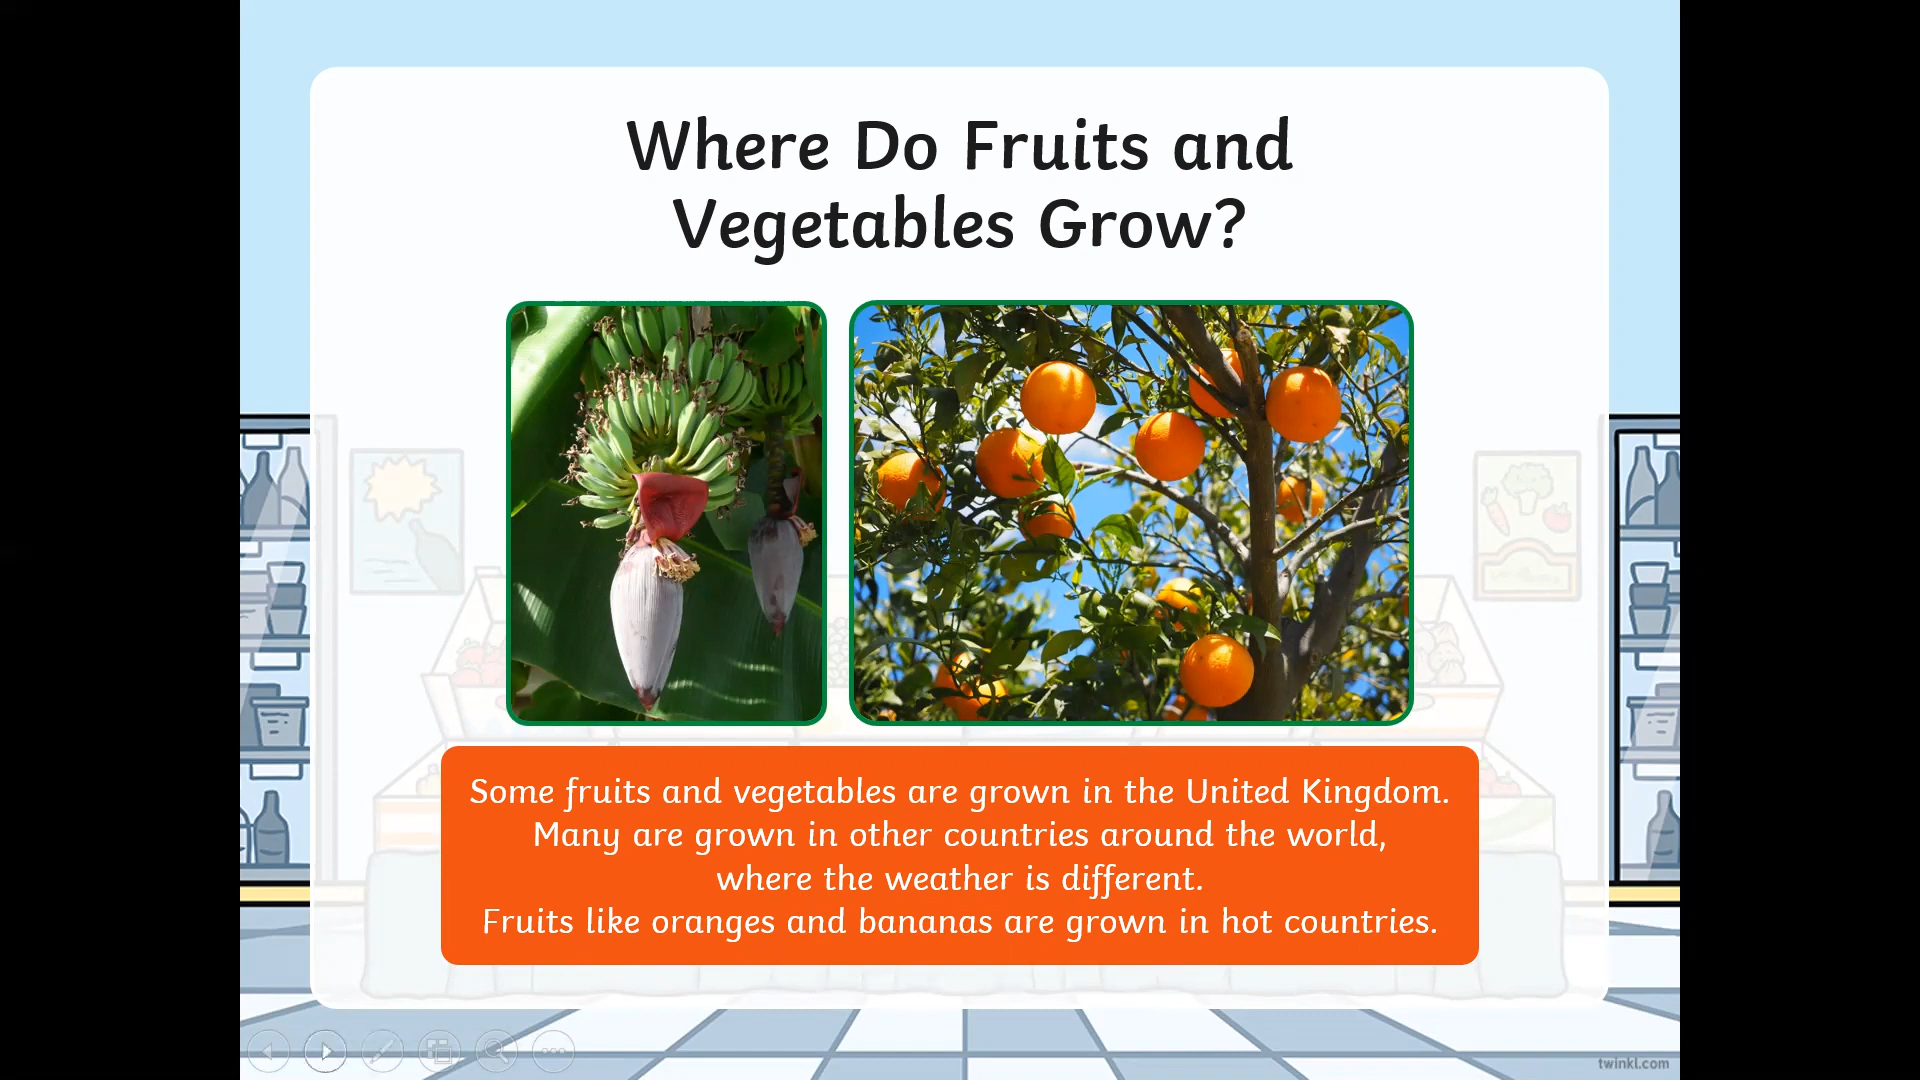 Where Do Fruits and
Vegetables Grow?
Some fruits and vegetables are grown in the United Kingdom.
Many are grown in other countries around the world,
where the weather is different.
Fruits like oranges and bananas are grown in hot countries.
twinkl.com